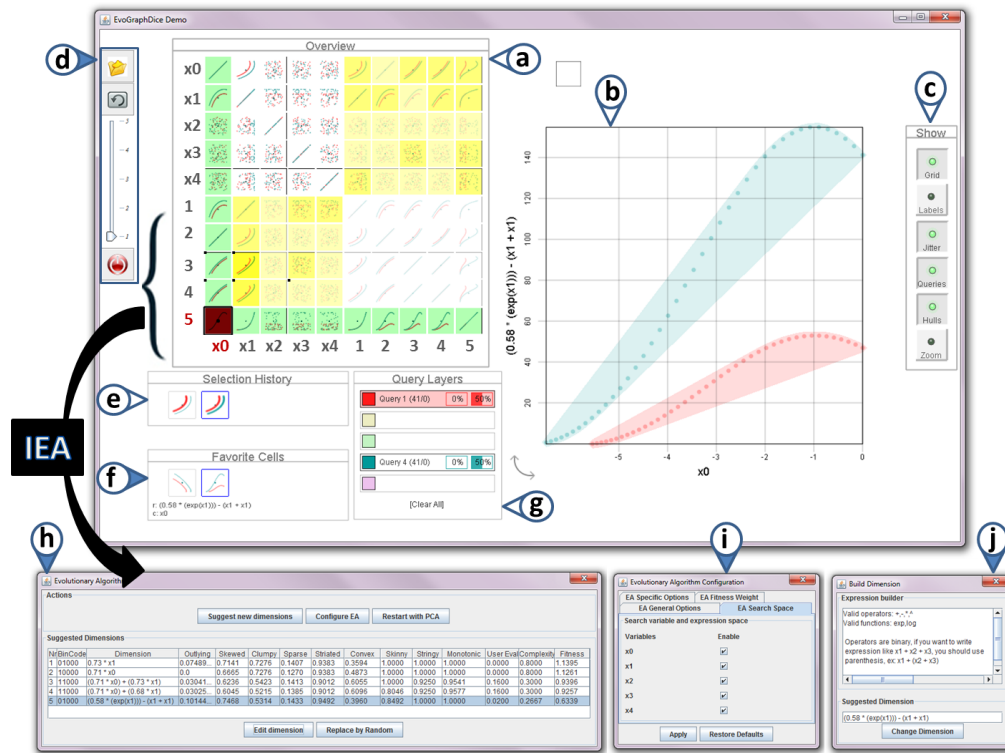 EvoGraphDice Demo
d
a
b
c
Overview
x0
x1
x2
x3
x4
1
2
3
4
5
x0 x1 x2 x3 x4 1 2 3 4 5
-5
-4
-3
-2
-1
Show
Grid
Labels
Jitter
Queries
Hulls
Zoom
(0.58 * (exp(x1))) - (x1 + x1)
140
120
100
80
60
40
20
-5 -4 -3 -2 -1 0
x0
e
Selection History
Query Layers
Query 1 (41/0) 0% 50%
Query 4 (41/0) 0% 50%
[Clear All]
g
IEA
f
Favorite Cells
r: (0.58 * (exp(x1))) - (x1 + x1)
c: x0
h
Evolutionary Algorith
Actions
Suggest new dimensions Configure EA Restart with PCA
Suggested Dimensions
Nr BinCode Dimension Outlying Skewed Clumpy Sparse Striated Convex Skinny Stringy Monotonic User Eval Complexity Fitness
1 01000 0.73 * x1 0.07489... 0.7141 0.7276 0.1407 0.9383 0.3594 1.0000 1.0000 1.0000 0.0000 0.8000 1.1395
2 10000 0.71 * x0 0.0 0.6665 0.7276 0.1270 0.9383 0.4873 1.0000 1.0000 1.0000 0.0000 0.8000 1.1261
3 11000 (0.71 * x0) + (0.73 * x1) 0.03041... 0.6236 0.5423 0.1413 0.9012 0.6055 1.0000 0.9250 0.9541 0.1600 0.3000 0.9396
4 11000 (0.71 * x0) + (0.68 * x1) 0.03025... 0.6045 0.5215 0.1385 0.9012 0.6096 0.8046 0.9250 0.9577 0.1600 0.3000 0.9257
5 01000 (0.58 * (exp(x1))) - (x1 + x1) 0.10144... 0.7468 0.5314 0.1433 0.9492 0.3960 0.8492 1.0000 1.0000 0.0200 0.2667 0.6339
Edit dimension Replace by Random
i
Evolutionary Algorithm Configuration
EA Specific Options EA Fitness Weight
EA General Options EA Search Space
Search variable and expression space
Variables Enable
x0
x1
x2
x3
x4
Apply Restore Defaults
j
Build Dimension
Expression builder
Valid operators: +,-,*,^
Valid functions: exp,log
Operators are binary, if you want to write
expression like x1 + x2 + x3, you should use
parenthesis, ex: x1 + (x2 + x3)
Suggested Dimension
(0.58 * (exp(x1))) - (x1 + x1)
Change Dimension